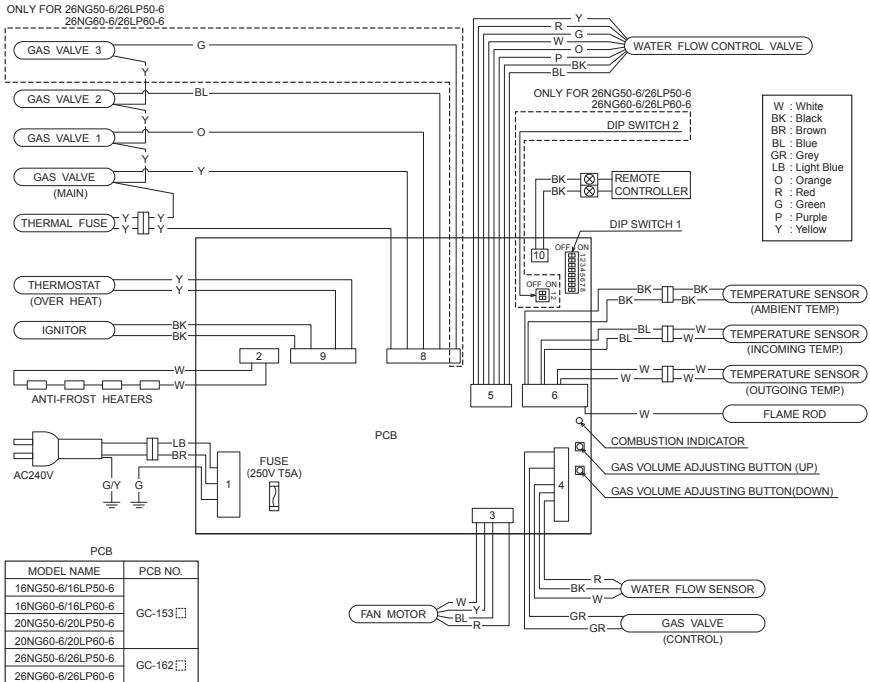 ONLY FOR 26NG50-6/26LP50-6
26NG60-6/26LP60-6
GAS VALVE 3
G
Y
GAS VALVE 2
BL
Y
GAS VALVE 1
O
Y
GAS VALVE
(MAIN)
Y
THERMAL FUSE
Y
Y
Y
Y
THERMOSTAT
(OVER HEAT)
Y
Y
IGNITOR
BK
BK
2
9
8
W
W
ANTI-FROST HEATERS
AC240V
LB
BR
G/Y
G
1
FUSE
(250V T5A)
PCB
Y
R
G
W
O
P
BK
BL
WATER FLOW CONTROL VALVE
ONLY FOR 26NG50-6/26LP50-6
26NG60-6/26LP60-6
DIP SWITCH 2
BK
BK
REMOTE
CONTROLLER
DIP SWITCH 1
10
OFF ON
1 2 3 4 5 6 7 8
OFF ON
1 2
W : White
BK : Black
BR : Brown
BL : Blue
GR : Grey
LB : Light Blue
O : Orange
R : Red
G : Green
P : Purple
Y : Yellow
5
6
BK
BK
BK
BK
TEMPERATURE SENSOR
(AMBIENT TEMP.)
BL
W
BL
W
TEMPERATURE SENSOR
(INCOMING TEMP.)
W
W
W
W
TEMPERATURE SENSOR
(OUTGOING TEMP.)
W
FLAME ROD
COMBUSTION INDICATOR
GAS VOLUME ADJUSTING BUTTON (UP)
GAS VOLUME ADJUSTING BUTTON(DOWN)
4
3
R
BK
W
WATER FLOW SENSOR
GR
GR
GAS VALVE
(CONTROL)
FAN MOTOR
W
Y
BL
R
PCB
MODEL NAME PCB NO.
16NG50-6/16LP50-6
16NG60-6/16LP60-6
GC-153
20NG50-6/20LP50-6
20NG60-6/20LP60-6
26NG50-6/26LP50-6
GC-162
26NG60-6/26LP60-6